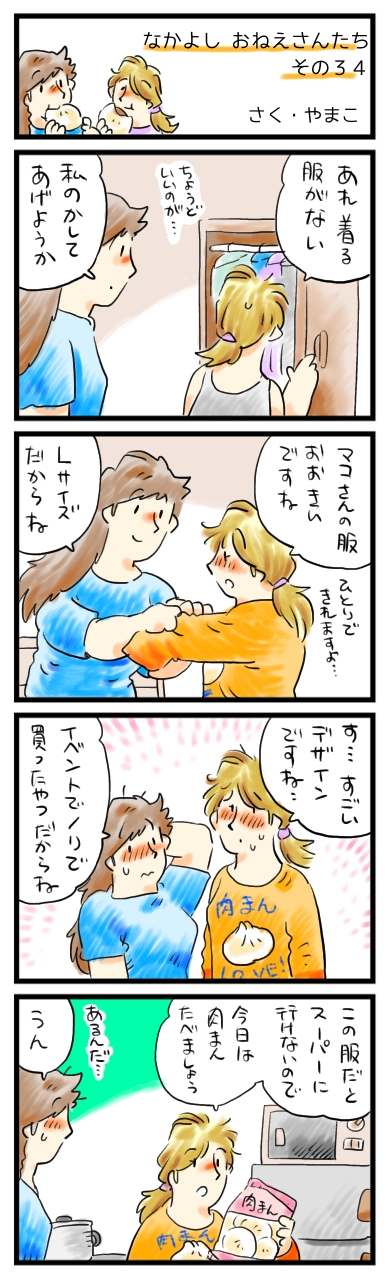 なかよし おねえさんたち
その34
さく・やまこ
あれ 着る
服がない
ちょうど
いいのが…
私のかして
あげようか
マコさんの服
おおきい
ですね
ひとりで
きれますよ…
Lサイズ
だからね
す… すごい
デザイン
ですね…
イベントでノリで
買ったやつだからね
肉まん
LOVE!
この服だと
スーパーに
行けないので
今日は
肉まん
たべましょう
あるんだ…
うん
肉まん
肉まん